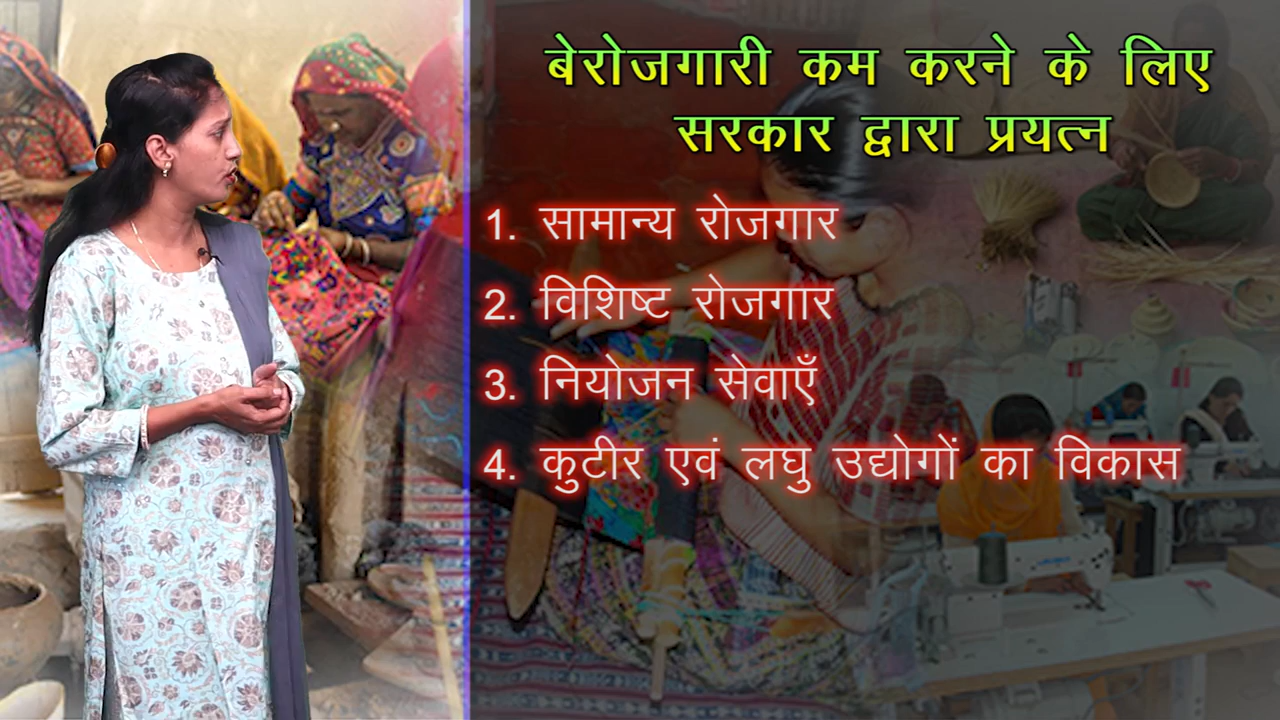 बेरोजगारी कम करने के लिए
सरकार द्वारा प्रयत्न
1. सामान्य रोजगार
2. विशिष्ट रोजगार
3. नियोजन सेवाएँ
4. कुटीर एवं लघु उद्योगों का विकास